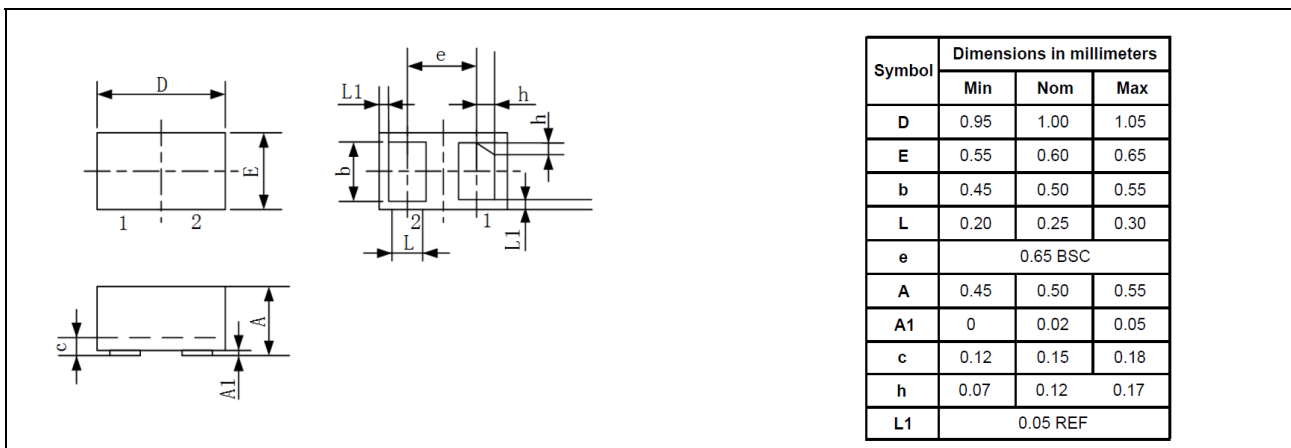 D
E
1 2
A
c
A1
e
L1
h
h
b
2
1
L
L1
Symbol Dimensions in millimeters
Min Nom Max
D 0.95 1.00 1.05
E 0.55 0.60 0.65
b 0.45 0.50 0.55
L 0.20 0.25 0.30
e 0.65 BSC
A 0.45 0.50 0.55
A1 0 0.02 0.05
c 0.12 0.15 0.18
h 0.07 0.12 0.17
L1 0.05 REF